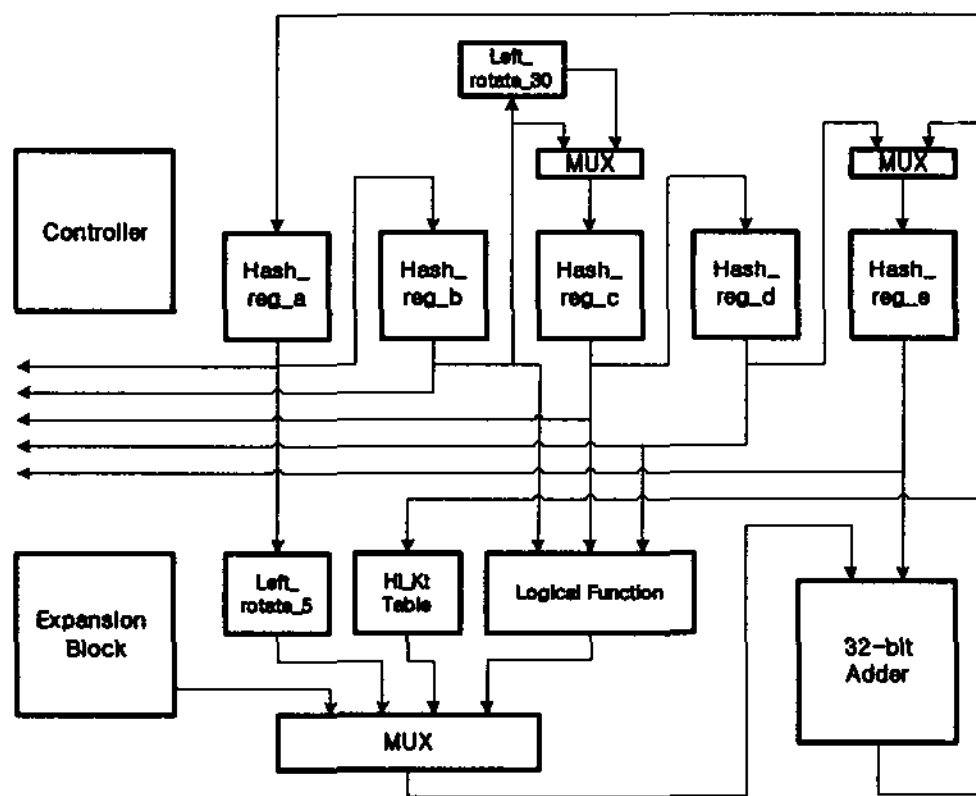 Left_
rotate_30
MUX
MUX
Controller
Hash_
reg_a
Hash_
reg_b
Hash_
reg_c
Hash_
reg_d
Hash_
reg_e
Expansion
Block
Left_
rotate_5
Hi_Kt
Table
Logical Function
32-bit
Adder
MUX